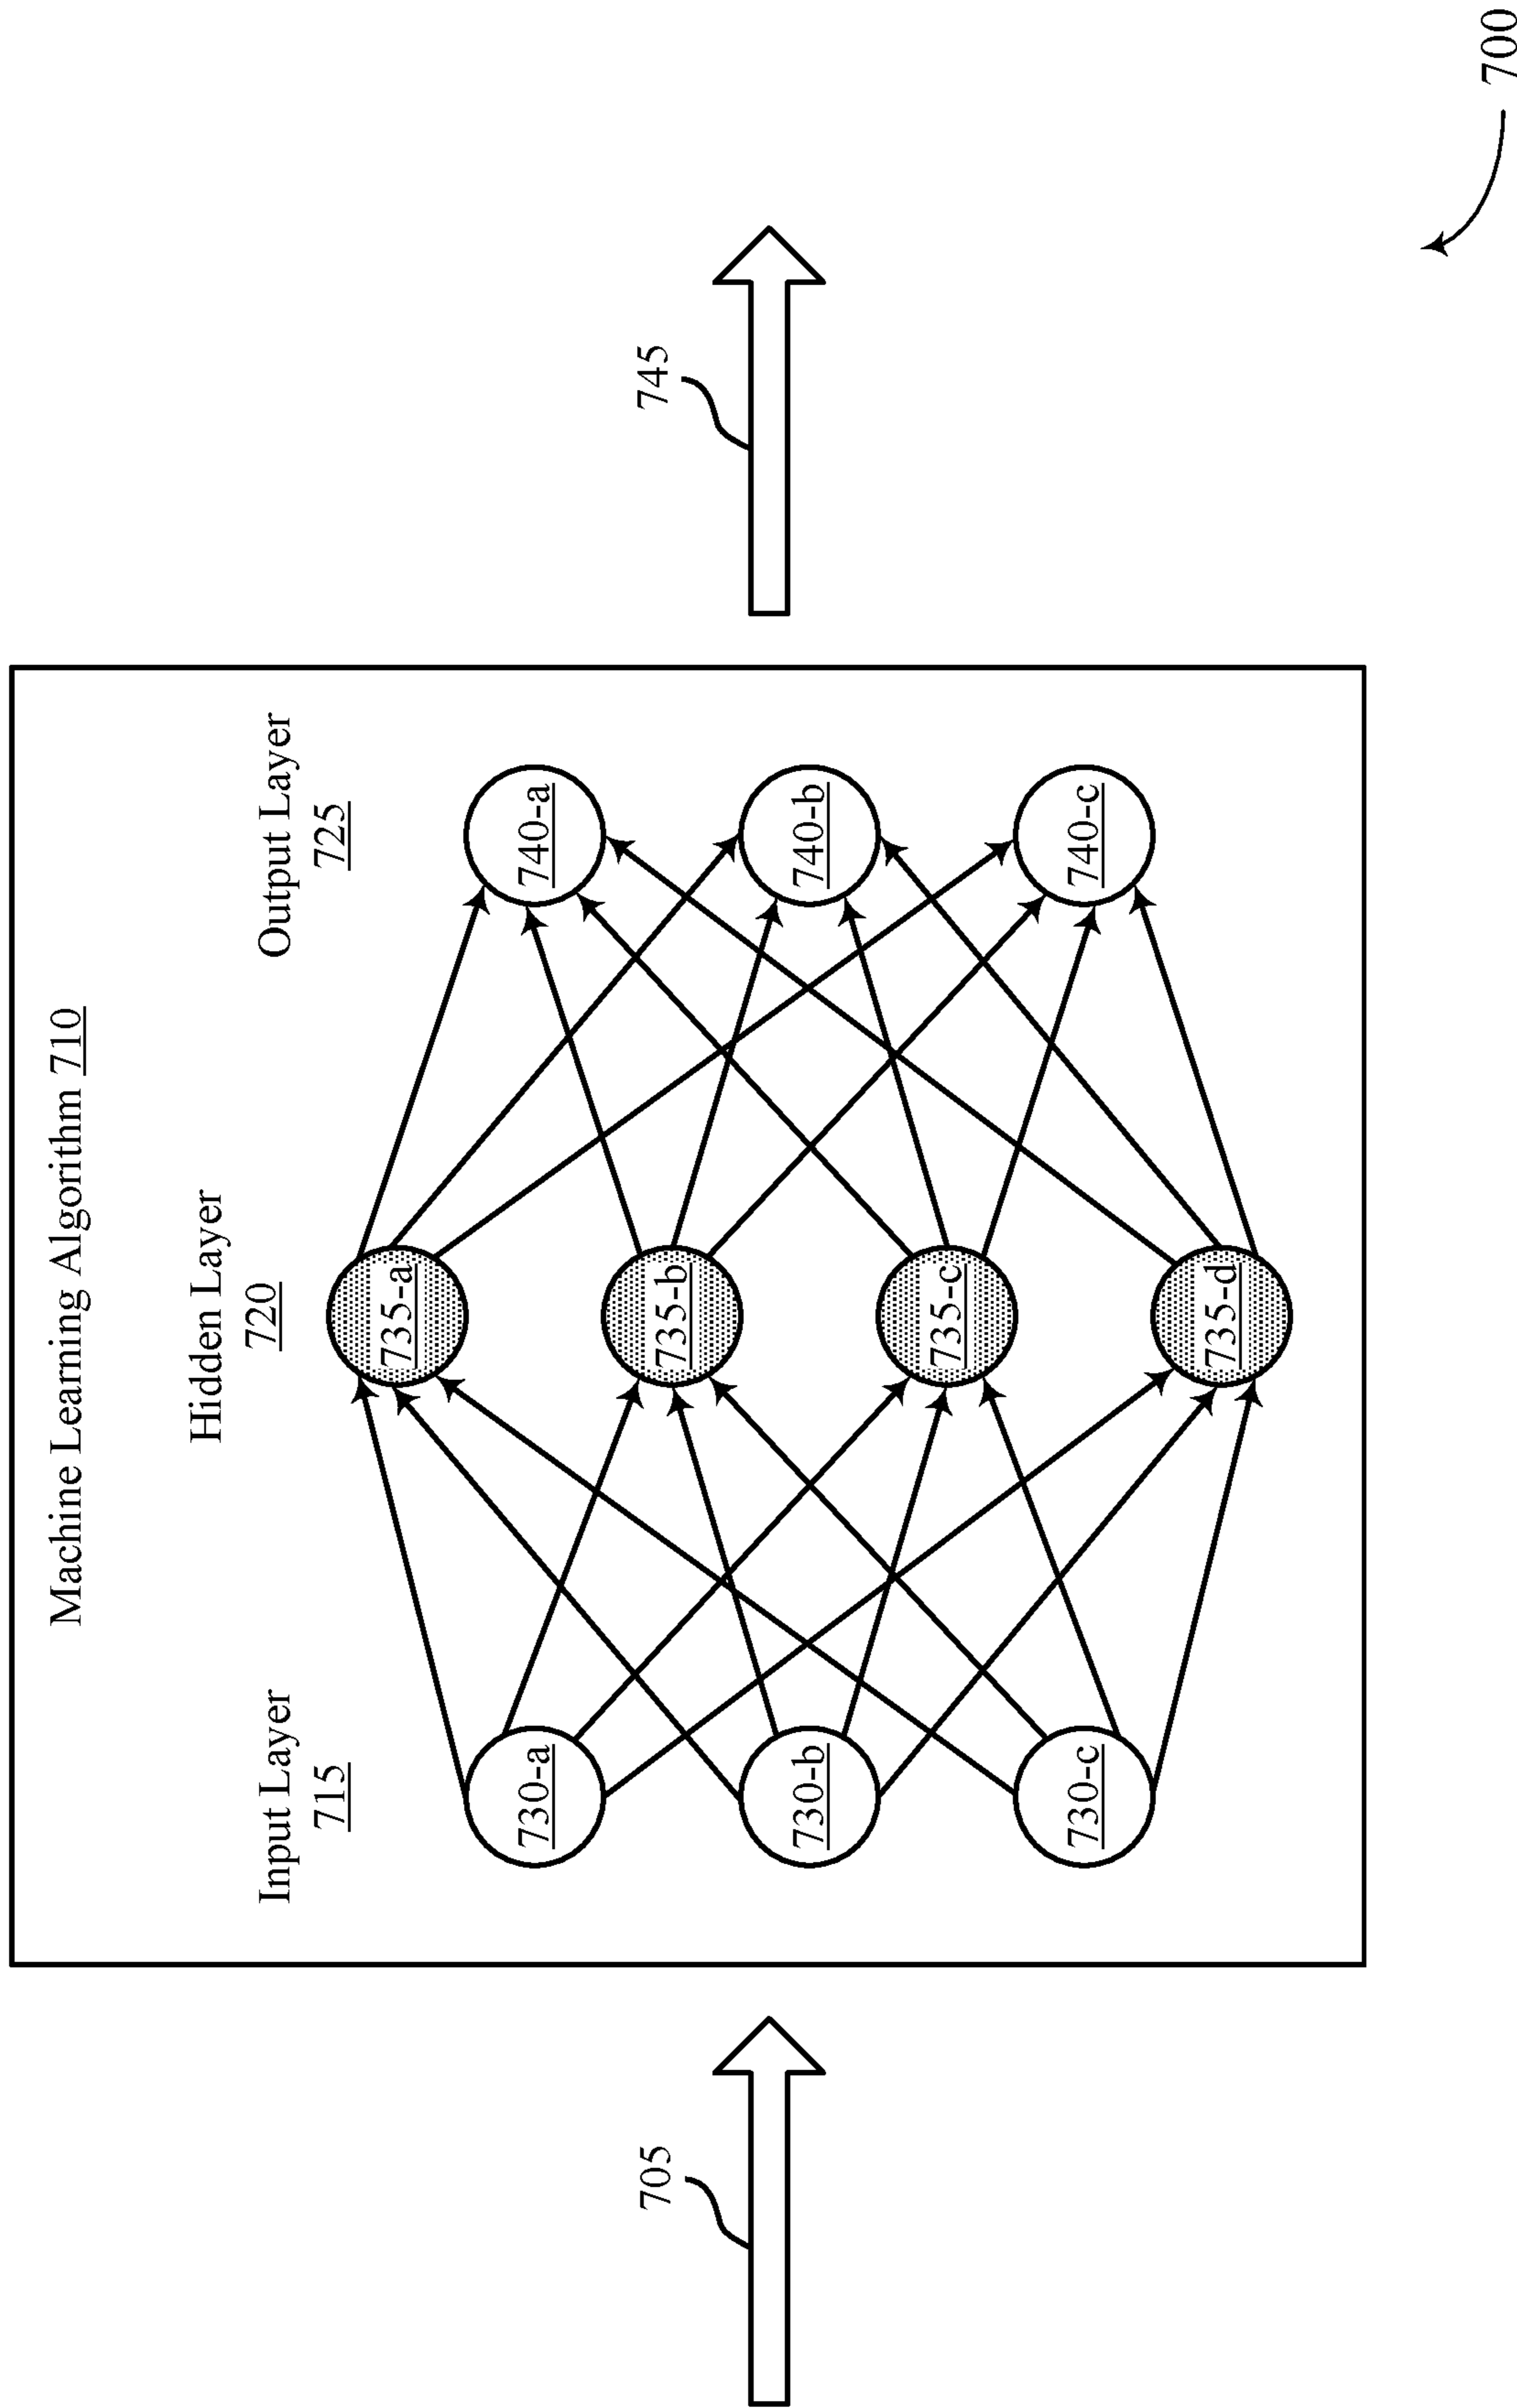 Machine Learning Algorithm 710
Input Layer
715
Hidden Layer
720
Output Layer
725
705
730-a
730-b
730-c
735-a
735-b
735-c
735-d
740-a
740-b
740-c
745
700